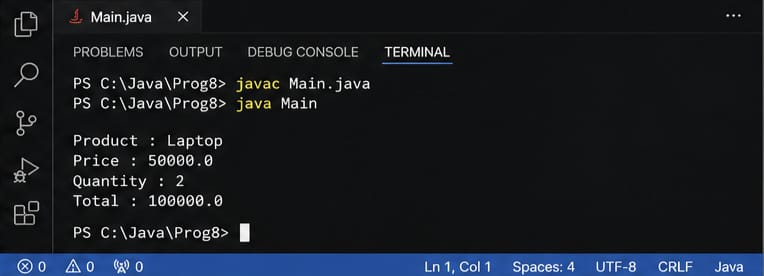 Main.java
PROBLEMS OUTPUT DEBUG CONSOLE TERMINAL
PS C:\Java\Prog8> javac Main.java
PS C:\Java\Prog8> java Main
Product : Laptop
Price : 50000.0
Quantity : 2
Total : 100000.0
PS C:\Java\Prog8>
0 0 0 Ln 1, Col 1 Spaces: 4 UTF-8 CRLF Java